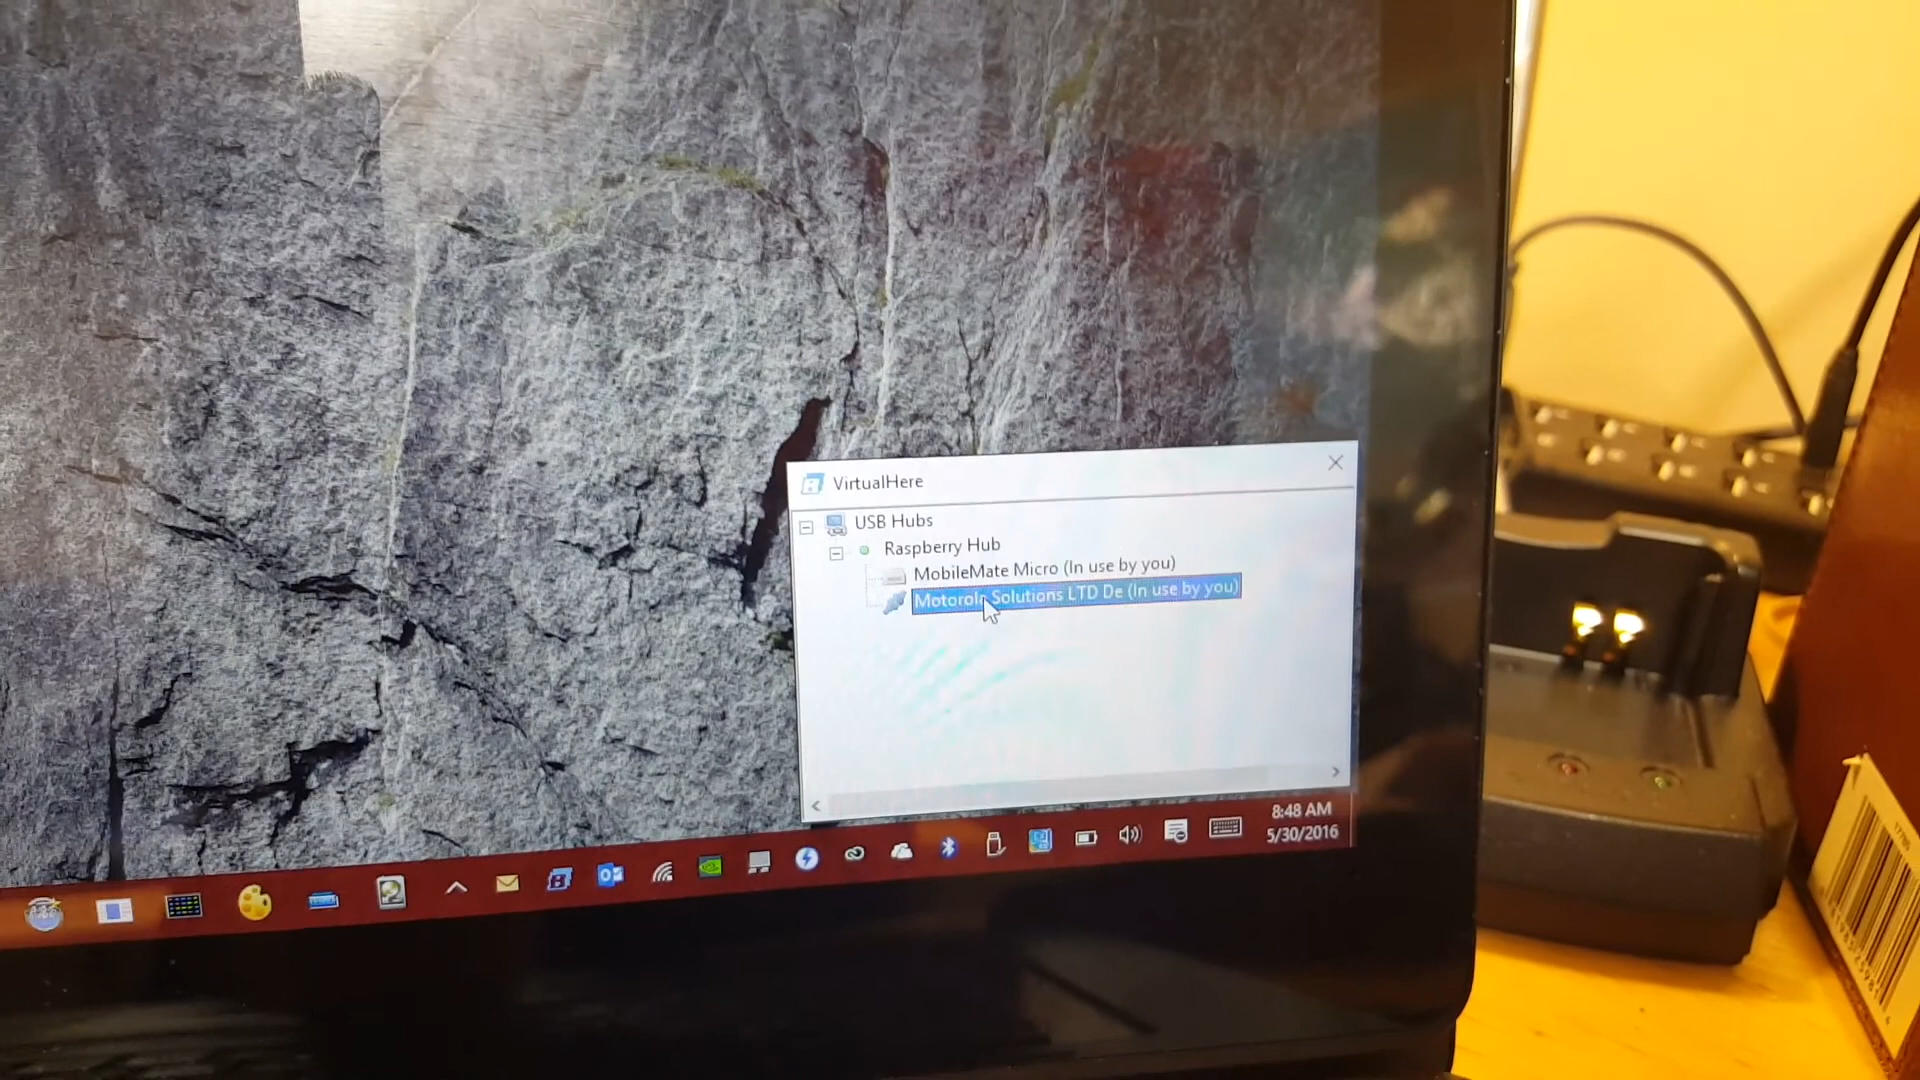 VirtualHere
USB Hubs
Raspberry Hub
MobileMate Micro (In use by you)
Motorola Solutions LTD De (In use by you)
8:48 AM
5/30/2016